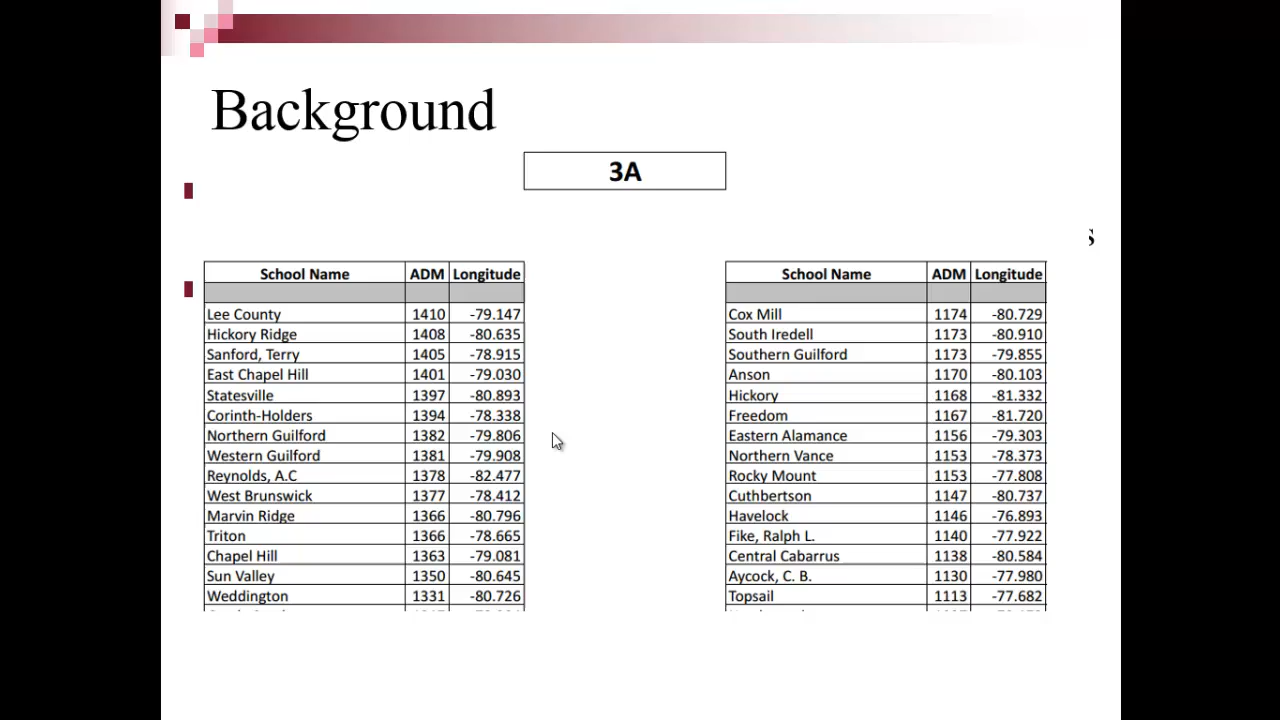 Background
3A
s
School Name ADM Longitude
Lee County 1410 -79.147
Hickory Ridge 1408 -80.635
Sanford, Terry 1405 -78.915
East Chapel Hill 1401 -79.030
Statesville 1397 -80.893
Corinth-Holders 1394 -78.338
Northern Guilford 1382 -79.806
Western Guilford 1381 -79.908
Reynolds, A.C 1378 -82.477
West Brunswick 1377 -78.412
Marvin Ridge 1366 -80.796
Triton 1366 -78.665
Chapel Hill 1363 -79.081
Sun Valley 1350 -80.645
Weddington 1331 -80.726
School Name ADM Longitude
Cox Mill 1174 -80.729
South Iredell 1173 -80.910
Southern Guilford 1173 -79.855
Anson 1170 -80.103
Hickory 1168 -81.332
Freedom 1167 -81.720
Eastern Alamance 1156 -79.303
Northern Vance 1153 -78.373
Rocky Mount 1153 -77.808
Cuthbertson 1147 -80.737
Havelock 1146 -76.893
Fike, Ralph L. 1140 -77.922
Central Cabarrus 1138 -80.584
Aycock, C. B. 1130 -77.980
Topsail 1113 -77.682